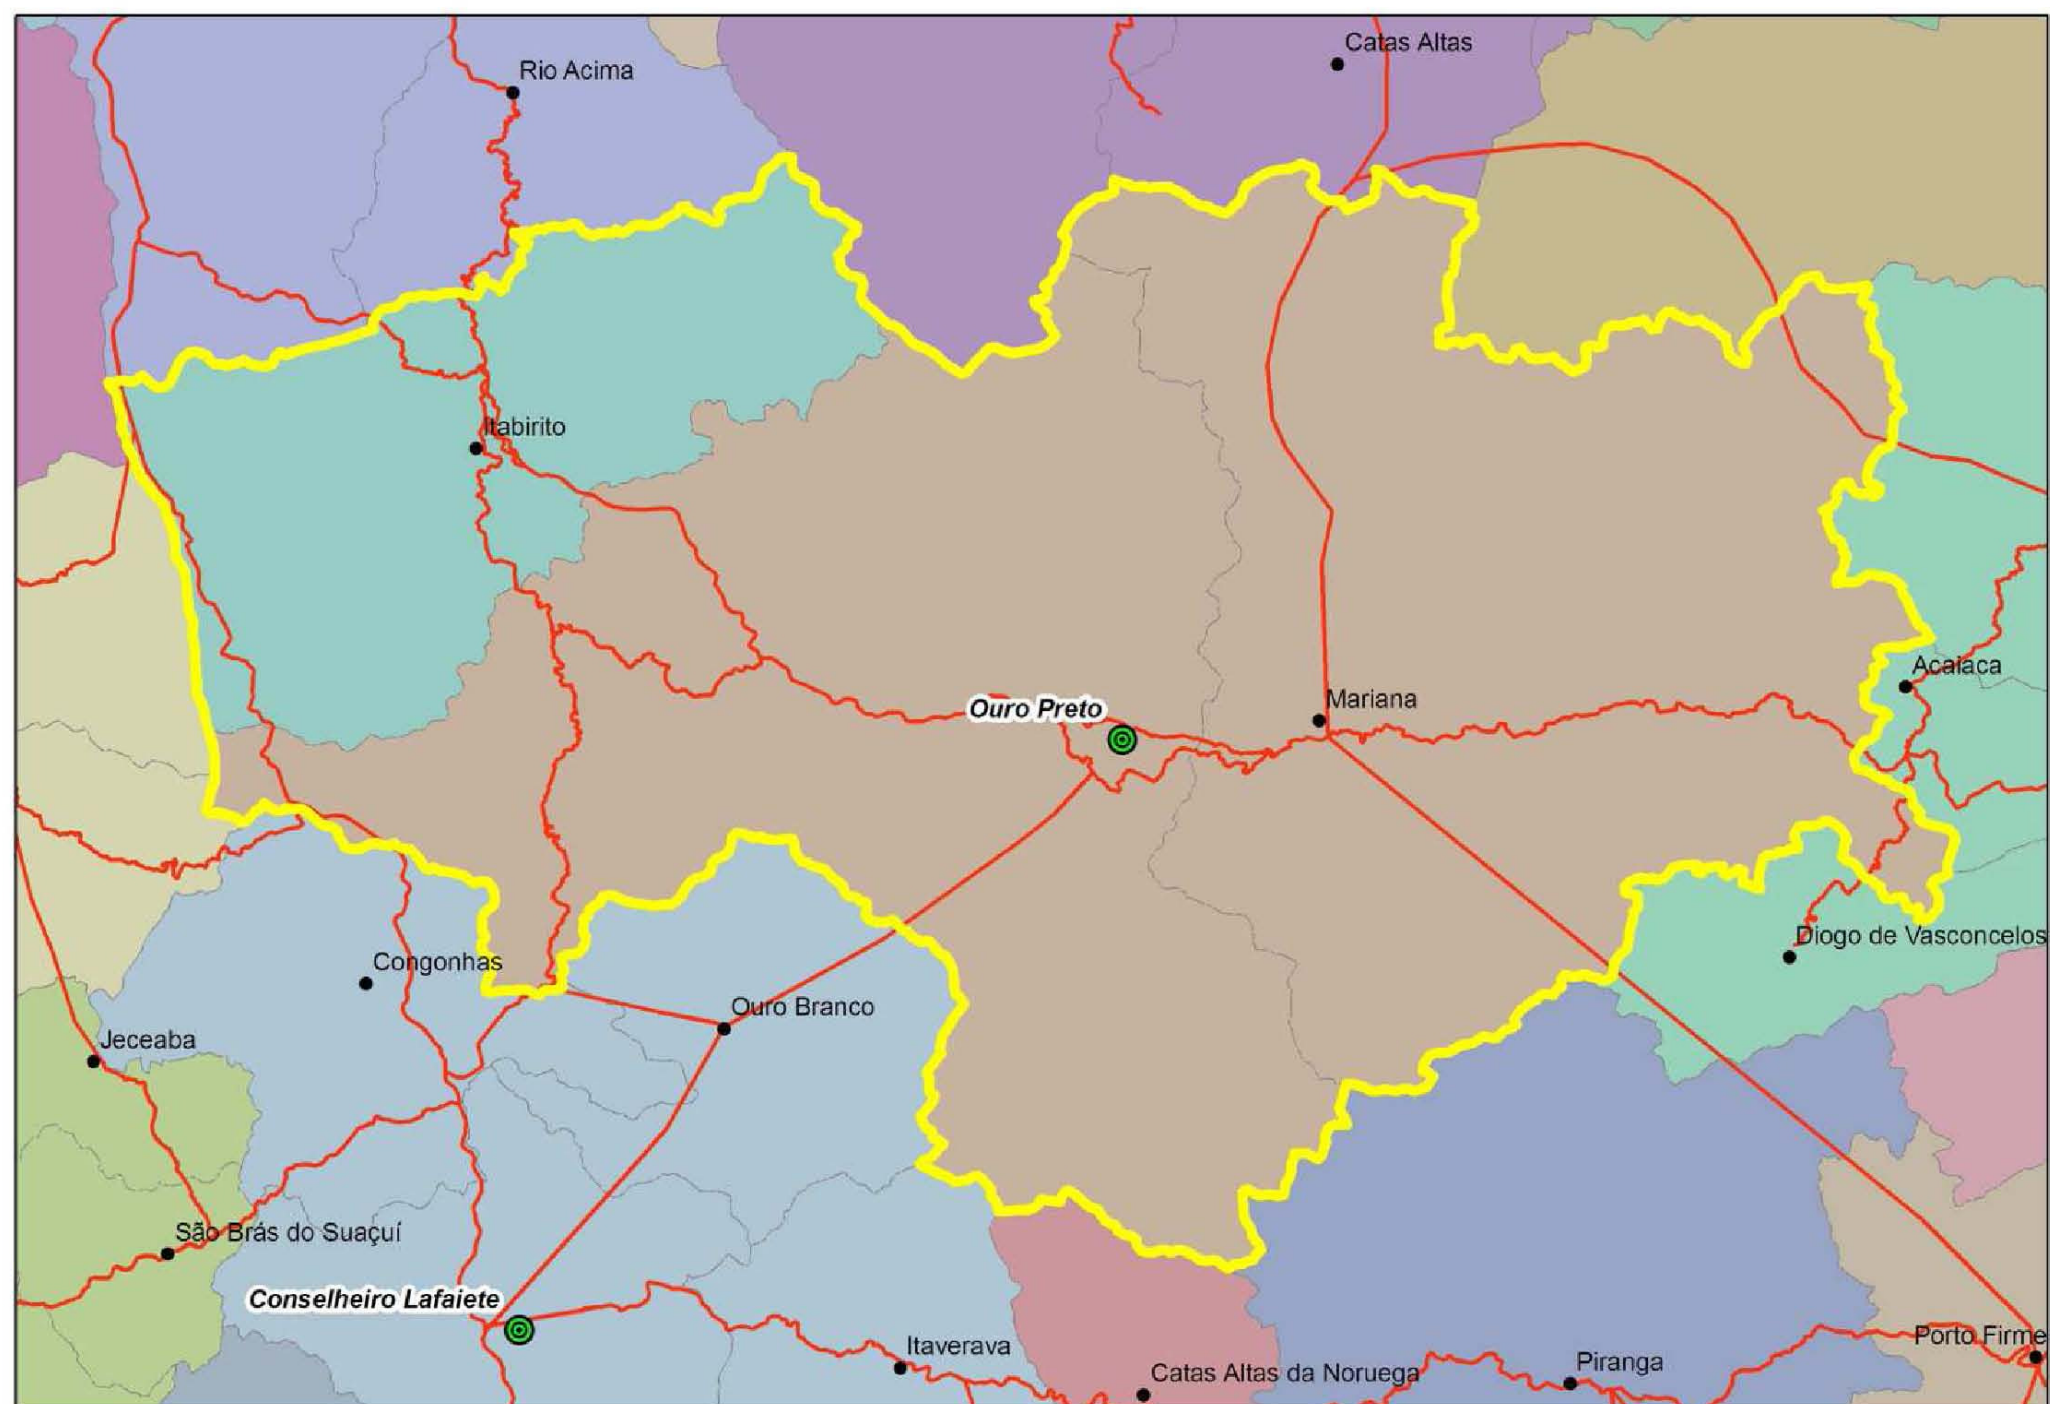 Catas Altas
Rio Acima
Itabirito
Acaiaca
Mariana
Ouro Preto
Diogo de Vasconcelos
Congonhas
Ouro Branco
Jeceaba
São Brás do Suaçuí
Conselheiro Lafaiete
Porto Firme
Itaverava
Piranga
Catas Altas da Noruega